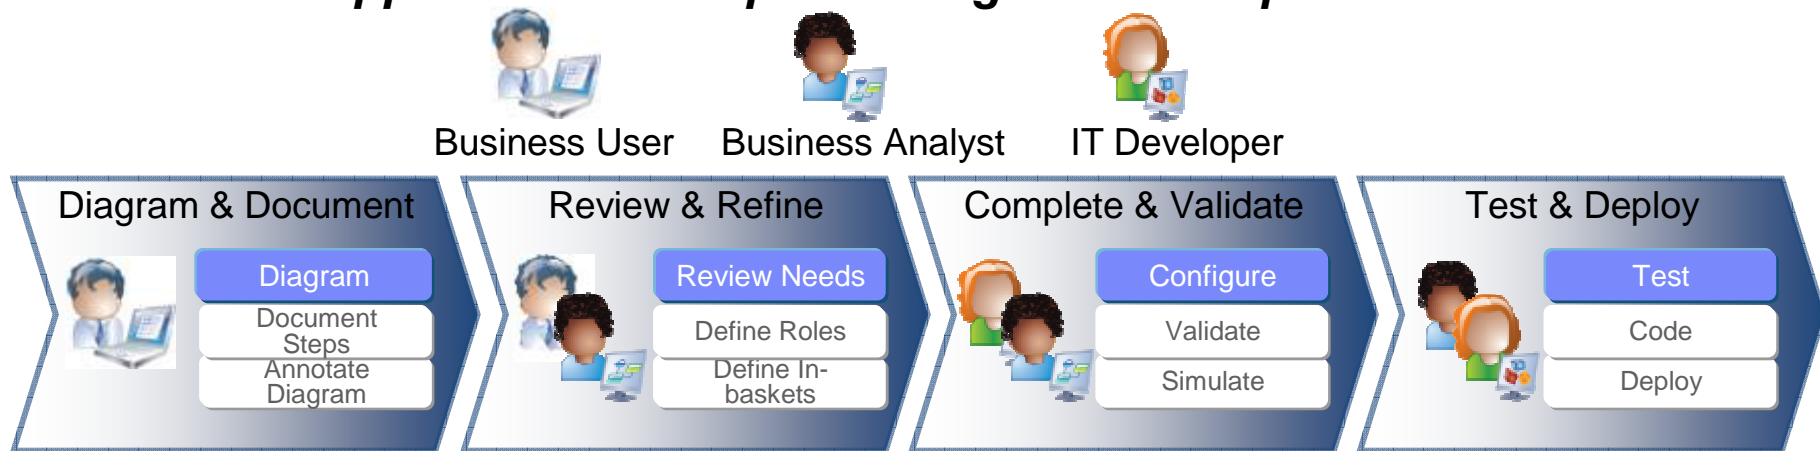 Business User
Business Analyst
IT Developer
Diagram & Document
Diagram
Document
Steps
Annotate
Diagram
Review & Refine
Review Needs
Define Roles
Define In-
baskets
Complete & Validate
Configure
Validate
Simulate
Test & Deploy
Test
Code
Deploy